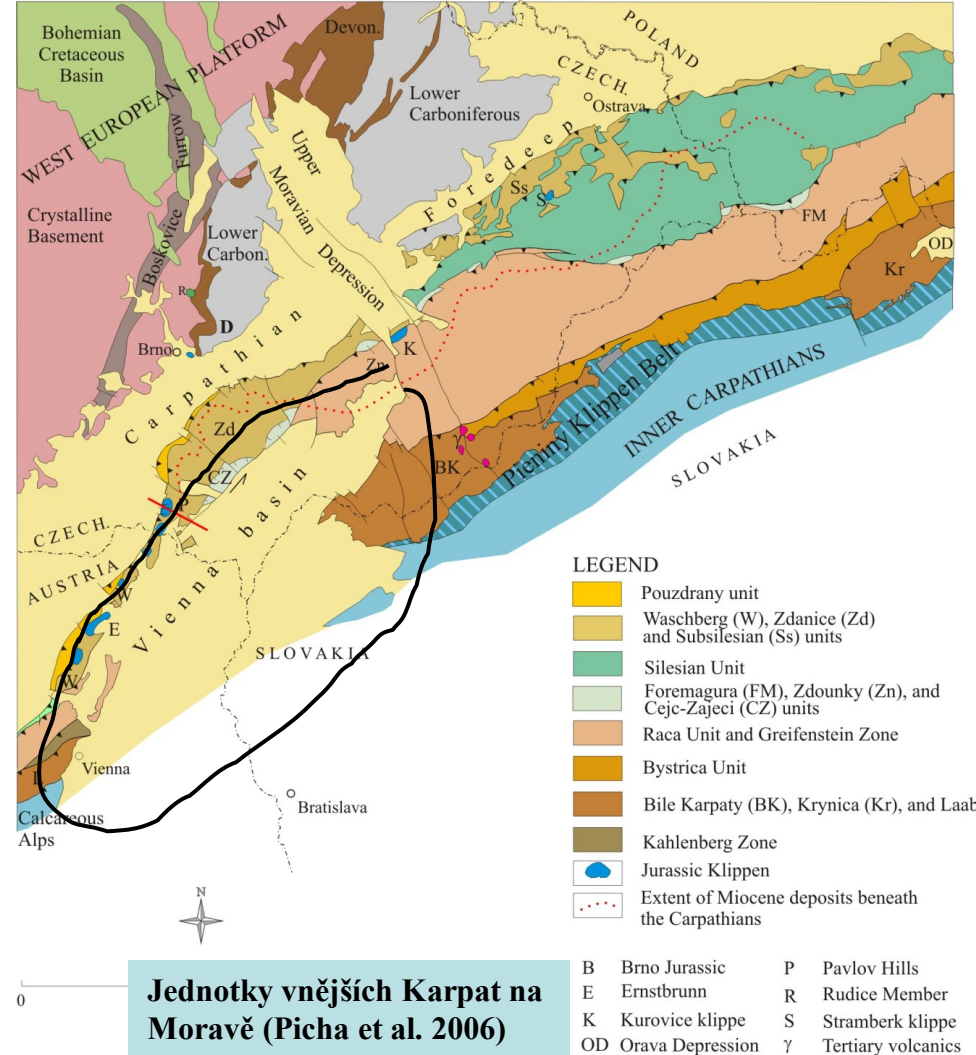 Bohemian
Cretaceous
Basin
WEST EUROPEAN PLATFORM
Devon.
POLAND
CZECH.
Ostrava
Lower
Carboniferous
Furrow
Boskovice
Upper
Moravian
Depression
Foredeep
Ss
S
Crystalline
Basement
Lower
Carbon.
R
D
Brno
FM
OD
Kr
K
Zn
Carpathian
Zd
CZ
P
BK
γ
Pieniny Klippen Belt
INNER CARPATHIANS
SLOVAKIA
CZECH.
AUSTRIA
Vienna basin
W
E
W
SLOVAKIA
Vienna
L
Calcareous
Alps
Bratislava
LEGEND
Pouzdrany unit
Waschberg (W), Zdanice (Zd)
and Subsilesian (Ss) units
Silesian Unit
Foremagura (FM), Zdounky (Zn), and
Cejc-Zajeci (CZ) units
Raca Unit and Greifenstein Zone
Bystrica Unit
Bile Karpaty (BK), Krynica (Kr), and Laab
Kahlenberg Zone
Jurassic Klippen
Extent of Miocene deposits beneath
the Carpathians
N
0
Jednotky vnějších Karpat na
Moravě (Picha et al. 2006)
B Brno Jurassic
E Ernstbrunn
K Kurovice klippe
OD Orava Depression
P Pavlov Hills
R Rudice Member
S Stramberk klippe
γ Tertiary volcanics